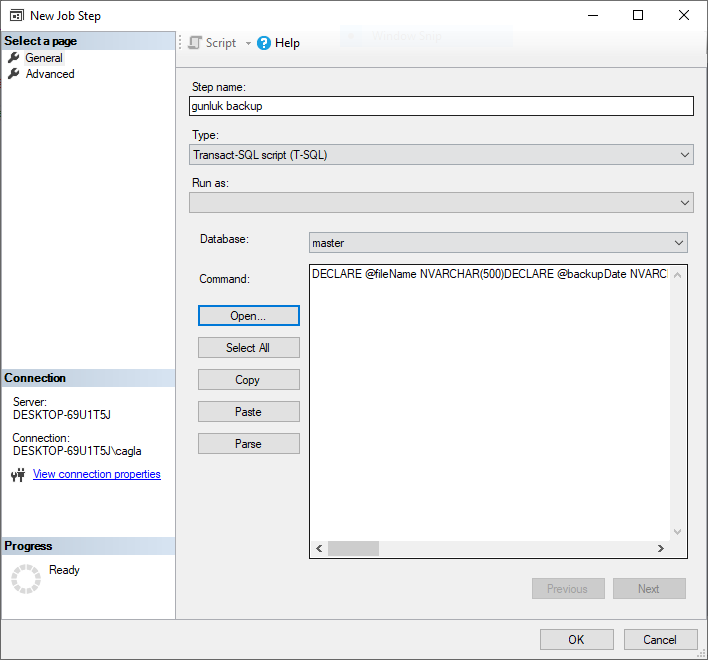 New Job Step
Select a page
General
Advanced
Script
Help
Window Snip
Step name:
gunluk backup
Type:
Transact-SQL script (T-SQL)
Run as:
Database:
master
Command:
DECLARE @fileName NVARCHAR(500)DECLARE @backupDate NVARC
Open...
Select All
Copy
Paste
Parse
Connection
Server:
DESKTOP-69U1T5J
Connection:
DESKTOP-69U1T5J\cagla
View connection properties
Progress
Ready
Previous
Next
OK
Cancel